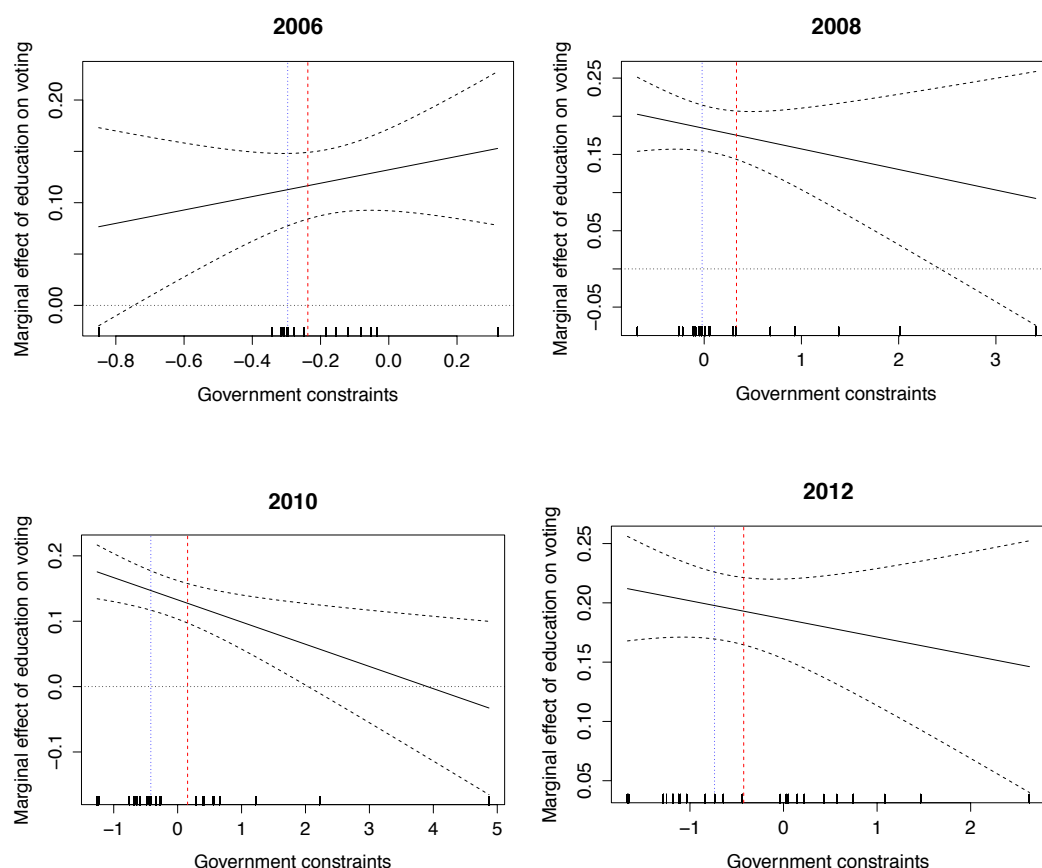 2006
Marginal effect of education on voting
0.20
0.10
0.00
−0.8 −0.6 −0.4 −0.2 0.0 0.2
Government constraints
2008
Marginal effect of education on voting
0.25
0.15
0.05
−0.05
0 1 2 3
Government constraints
2010
Marginal effect of education on voting
0.2
0.1
0.0
−0.1
−1 0 1 2 3 4 5
Government constraints
2012
Marginal effect of education on voting
0.25
0.20
0.15
0.10
0.05
−1 0 1 2
Government constraints